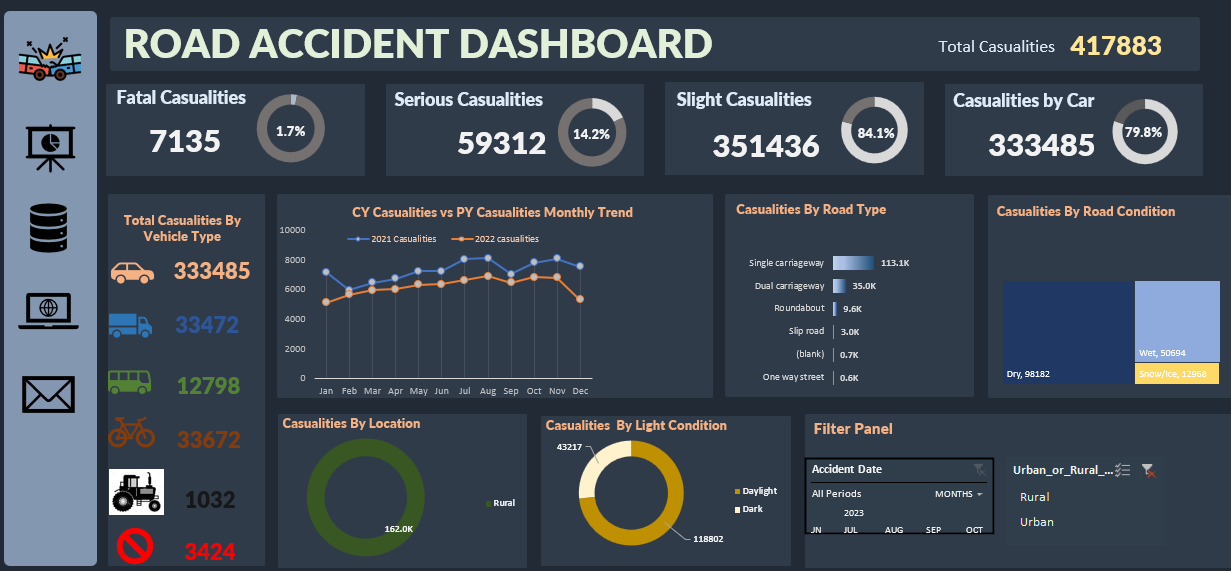 ROAD ACCIDENT DASHBOARD
Total Casualities 417883
Fatal Casualities
7135
1.7%
Serious Casualities
59312
14.2%
Slight Casualities
351436
84.1%
Casualities by Car
333485
79.8%
Total Casualities By
Vehicle Type
333485
33472
12798
33672
1032
3424
CY Casualities vs PY Casualities Monthly Trend
2021 Casualities
2022 casualities
10000
8000
6000
4000
2000
0
Jan Feb Mar Apr May Jun Jul Aug Sep Oct Nov Dec
Casualities By Road Type
Single carriageway 113.1K
Dual carriageway 35.0K
Roundabout 9.6K
Slip road 3.0K
(blank) 0.7K
One way street 0.6K
Casualities By Road Condition
Dry, 98182
Wet, 50694
Snow/Ice, 12968
Casualities By Location
162.0K
Rural
Casualities By Light Condition
43217
118802
Daylight
Dark
Filter Panel
Accident Date
All Periods MONTHS
2023
JN JUL AUG SEP OCT
Urban_or_Rural_...
Rural
Urban